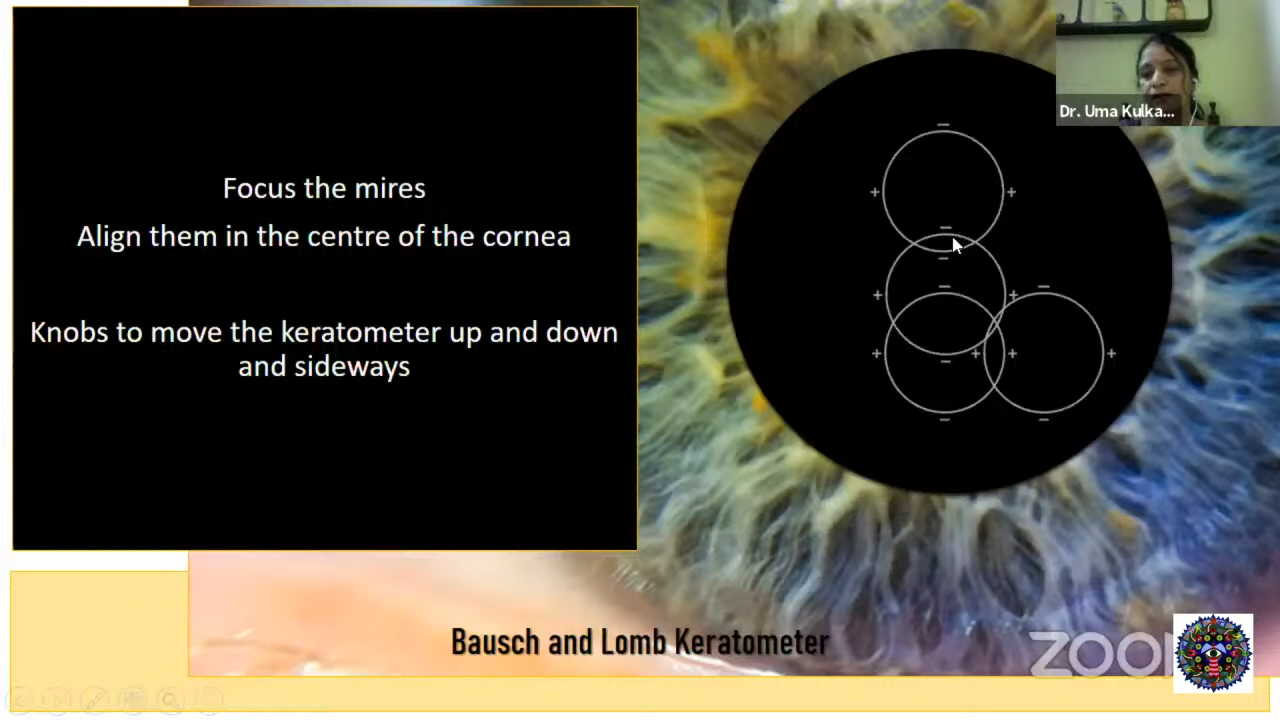 Focus the mires
Align them in the centre of the cornea
Knobs to move the keratometer up and down
and sideways
Dr. Uma Kulka...
Bausch and Lomb Keratometer